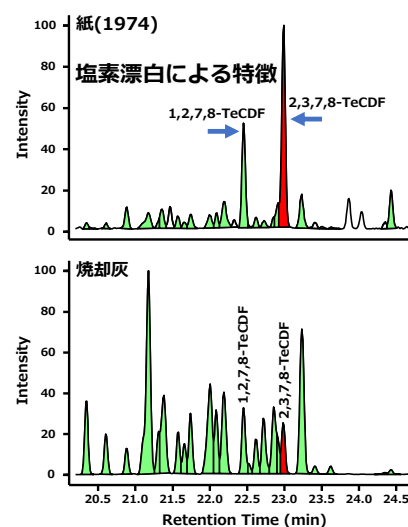 紙(1974)
塩素漂白による特徴
1,2,7,8-TeCDF
2,3,7,8-TeCDF
Intensity
100
80
60
40
20
0
焼却灰
1,2,7,8-TeCDF
2,3,7,8-TeCDF
Intensity
100
80
60
40
20
0
20.5 21.0 21.5 22.0 22.5 23.0 23.5 24.0 24.5
Retention Time (min)